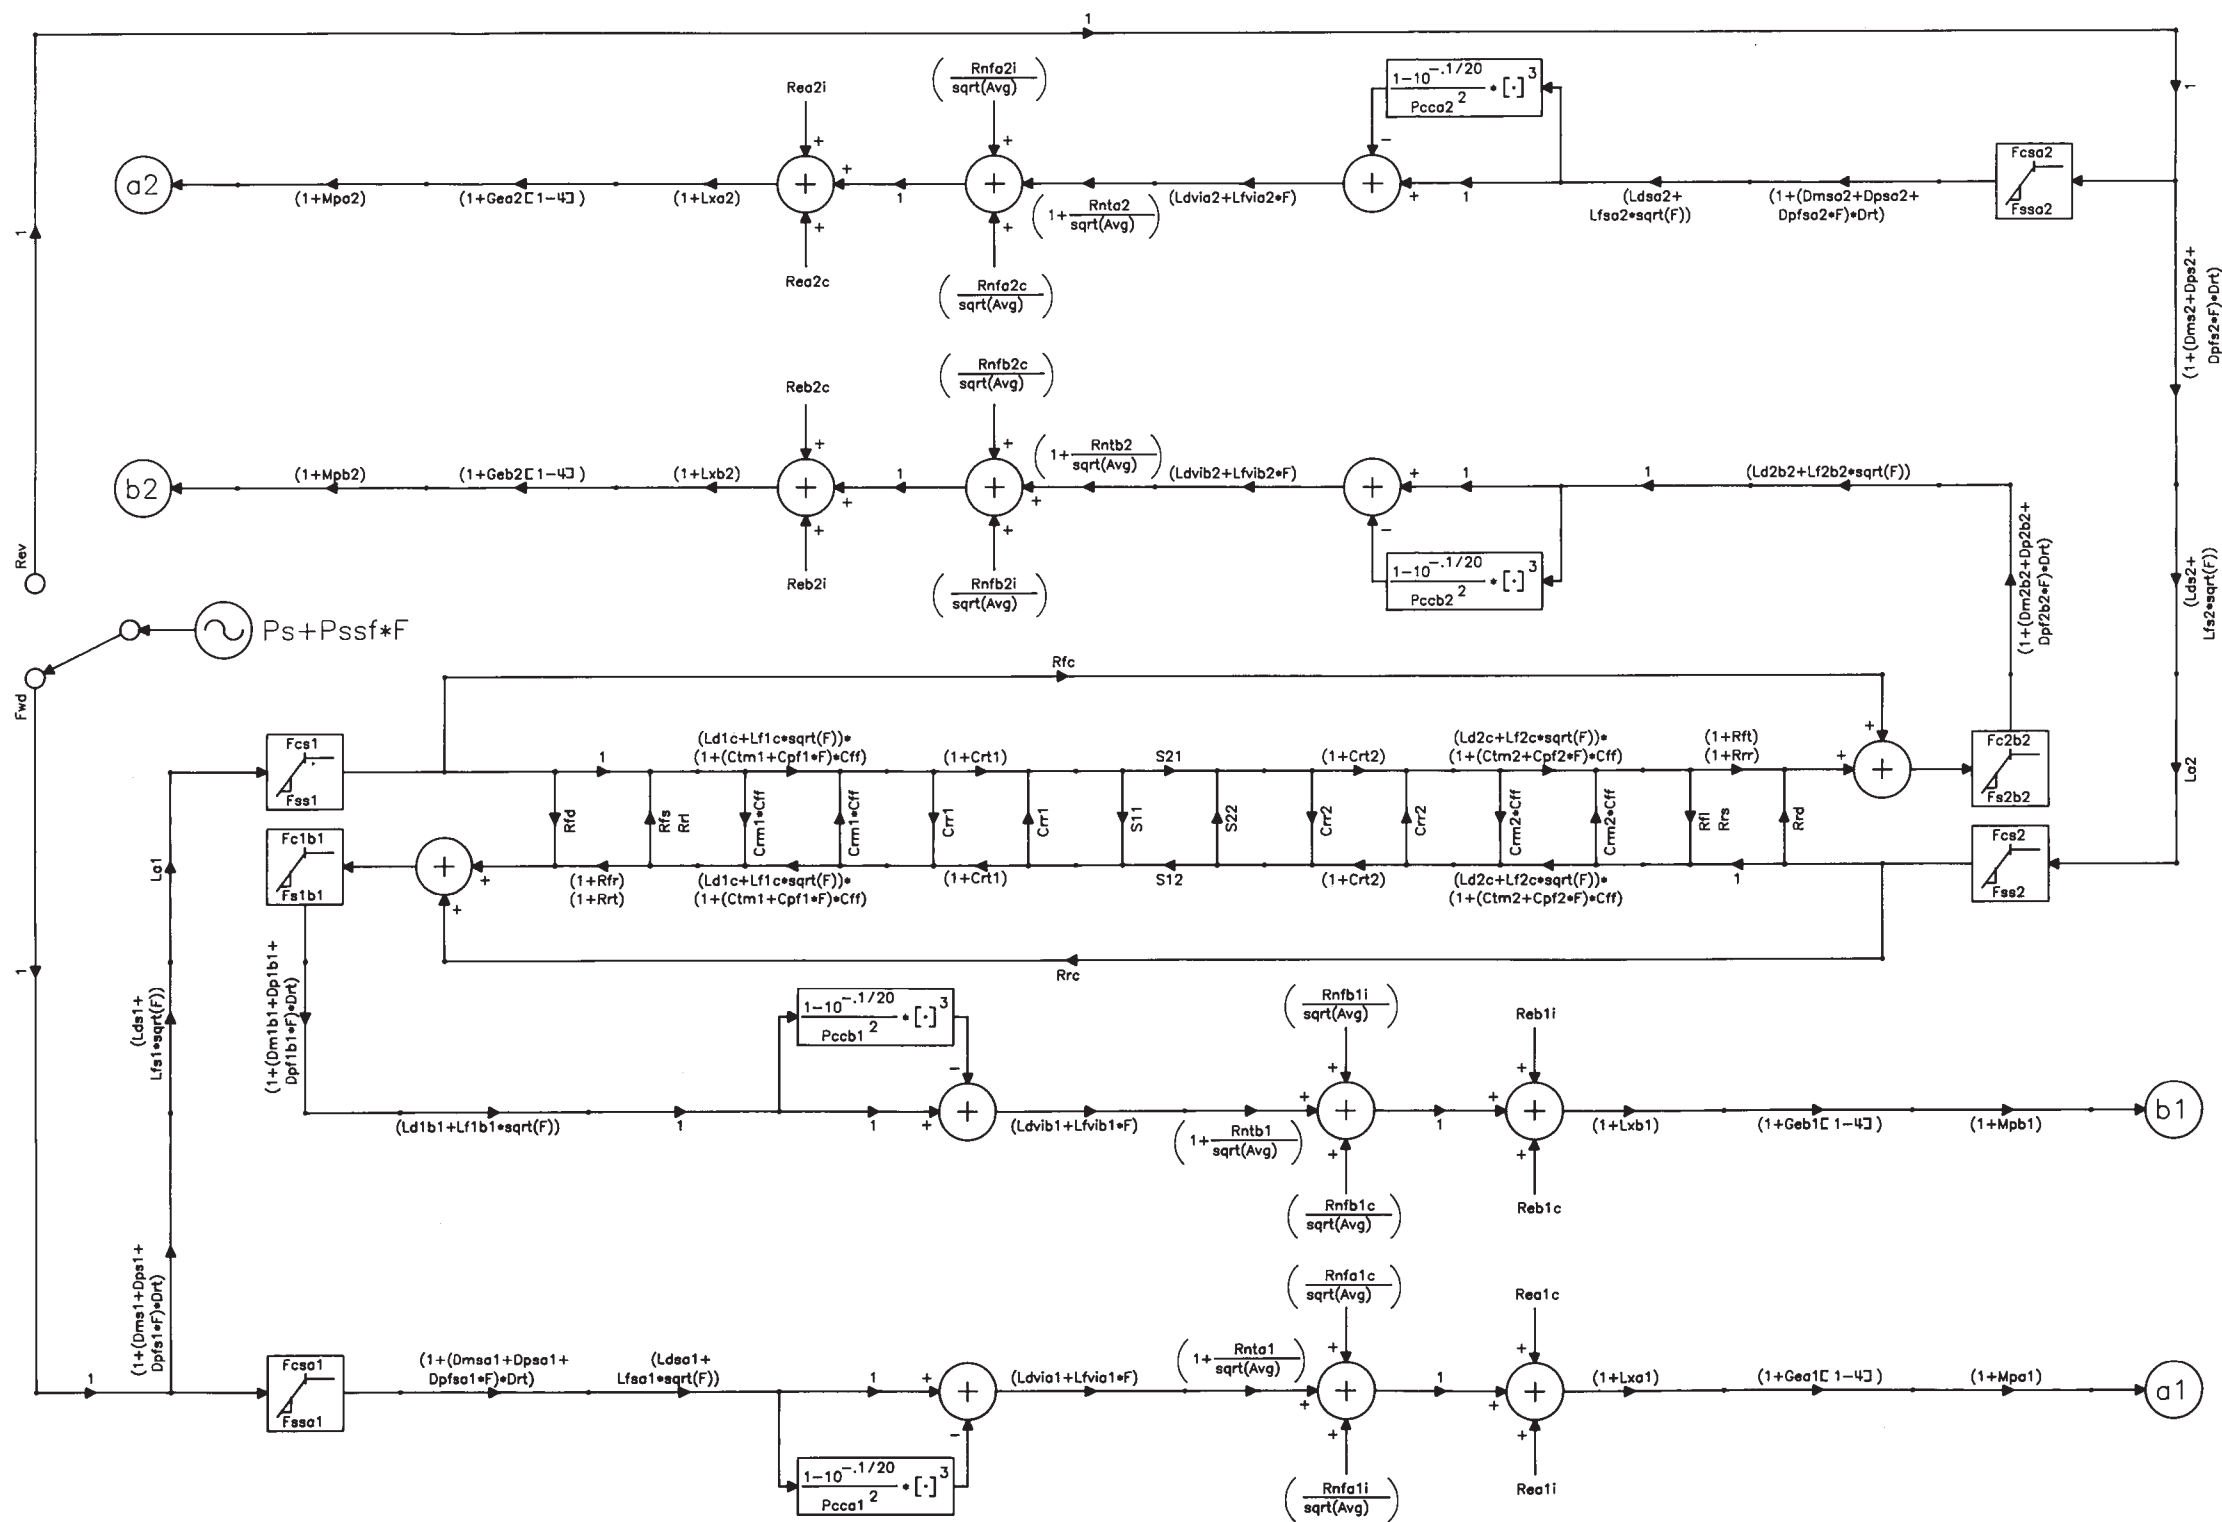 1
Rea2i
(Rnfa2i
sqrt(Avg))
1-10^-.1/20 * [·]^3
Pcca2^2
1
Fcsa2
Fssa2
a2
(1+Mpa2)
(1+Gea2[1-4])
(1+Lxa2)
+
+
+
+
1
+
+
(1+Rnta2
sqrt(Avg))
(Ldvia2+Lfvia2*F)
+
-
+
1
(Ldsa2+
Lfsa2*sqrt(F))
(1+(Dmsa2+Dpsa2+
Dpfsa2*F)*Drt)
1
Rea2c
(Rnfa2c
sqrt(Avg))
(1+(Dms2+Dps2+
Dpfs2*F)*Drt)
Reb2c
(Rnfb2c
sqrt(Avg))
b2
(1+Mpb2)
(1+Geb2[1-4])
(1+Lxb2)
+
+
+
+
1
+
+
+
+
(1+Rntb2
sqrt(Avg))
(Ldvib2+Lfvib2*F)
+
+
-
1
1
(Ld2b2+Lf2b2*sqrt(F))
Reb2i
(Rnfb2i
sqrt(Avg))
1-10^-.1/20 * [·]^3
Pccb2^2
(1+(Dm2b2+Dp2b2+
Dpf2b2*F)*Drt)
(Lds2+
Lfs2*sqrt(F))
Rev
Ps+Pssf*F
Fwd
Rfc
Fcs1
Fss1
1
(Ld1c+Lf1c*sqrt(F))*
(1+(Ctm1+Cpf1*F)*Cff)
(1+Crt1)
S21
(1+Crt2)
(Ld2c+Lf2c*sqrt(F))*
(1+(Ctm2+Cpf2*F)*Cff)
(1+Rft)
(1+Rrr)
+
+
+
Fc2b2
Fs2b2
La2
Rfd
Rfs
Rrl
Crm1*Cff
Crm1*Cff
Crr1
Crr1
S11
S22
Crr2
Crr2
Crm2*Cff
Crm2*Cff
Rfl
Rrs
Rrd
La1
Fc1b1
Fs1b1
+
+
+
(1+Rfr)
(1+Rrt)
(Ld1c+Lf1c*sqrt(F))*
(1+(Ctm1+Cpf1*F)*Cff)
(1+Crt1)
S12
(1+Crt2)
(Ld2c+Lf2c*sqrt(F))*
(1+(Ctm2+Cpf2*F)*Cff)
1
Fcs2
Fss2
Rrc
1
(Lds1+
Lfs1*sqrt(F))
(1+(Dm1b1+Dp1b1+
Dpf1b1*F)*Drt)
1-10^-.1/20 * [·]^3
Pccb1^2
(Rnfb1i
sqrt(Avg))
Reb1i
(Ld1b1+Lf1b1*sqrt(F))
1
1
-
+
+
(Ldvib1+Lfvib1*F)
(1+Rntb1
sqrt(Avg))
+
+
+
+
1
+
+
+
+
(1+Lxb1)
(1+Geb1[1-4])
(1+Mpb1)
b1
(Rnfb1c
sqrt(Avg))
Reb1c
(1+(Dms1+Dps1+
Dpfs1*F)*Drt)
(Rnfa1c
sqrt(Avg))
Rea1c
1
Fcsa1
Fssa1
(1+(Dmsa1+Dpsa1+
Dpfsa1*F)*Drt)
(Ldsa1+
Lfsa1*sqrt(F))
1
+
+
-
(Ldvia1+Lfvia1*F)
(1+Rnta1
sqrt(Avg))
+
+
+
+
1
+
+
+
+
(1+Lxa1)
(1+Gea1[1-4])
(1+Mpa1)
a1
1-10^-.1/20 * [·]^3
Pcca1^2
(Rnfa1i
sqrt(Avg))
Rea1i